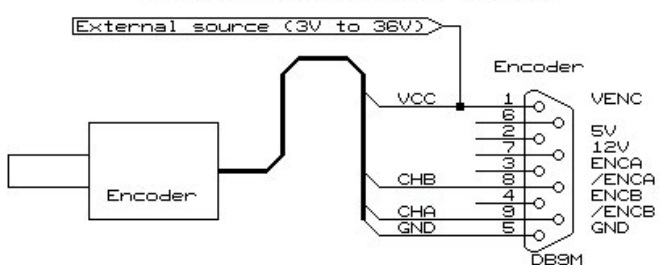 External source (3V to 36V)
Encoder
VCC 1 VENC
6
2 5V
7 12V
3 ENCA
CHB 8 /ENCA
4 ENCB
CHA 9 /ENCB
GND 5 GND
Encoder
DB9M